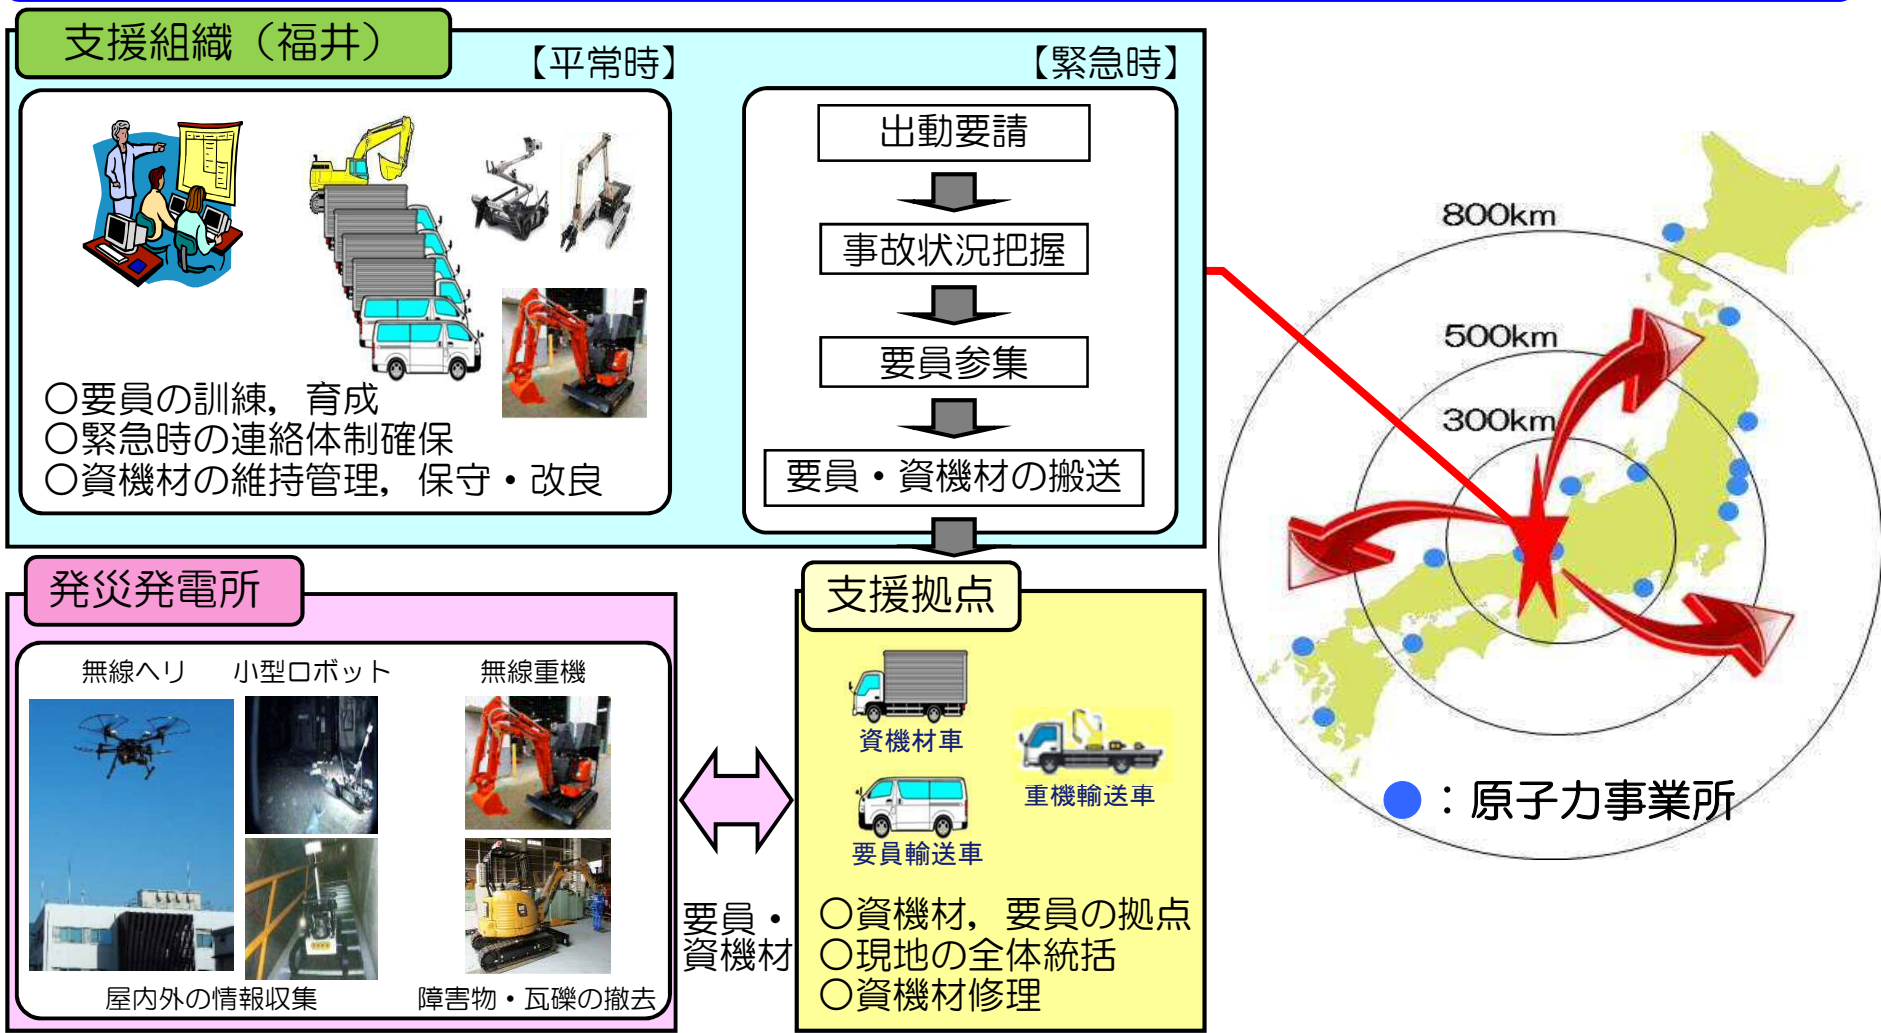 支援組織（福井）
【平常時】
○要員の訓練，育成
○緊急時の連絡体制確保
○資機材の維持管理，保守・改良
【緊急時】
出動要請
事故状況把握
要員参集
要員・資機材の搬送
発災発電所
無線ヘリ
小型ロボット
無線重機
屋内外の情報収集
障害物・瓦礫の撤去
要員・
資機材
支援拠点
資機材車
重機輸送車
要員輸送車
○資機材，要員の拠点
○現地の全体統括
○資機材修理
800km
500km
300km
●：原子力事業所